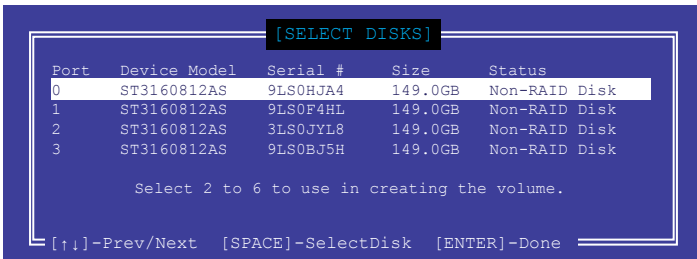 [SELECT DISKS]
Port Device Model Serial # Size Status
0 ST3160812AS 9LS0HJA4 149.0GB Non-RAID Disk
1 ST3160812AS 9LS0F4HL 149.0GB Non-RAID Disk
2 ST3160812AS 3LS0JYL8 149.0GB Non-RAID Disk
3 ST3160812AS 9LS0BJ5H 149.0GB Non-RAID Disk
Select 2 to 6 to use in creating the volume.
[↑↓]-Prev/Next [SPACE]-SelectDisk [ENTER]-Done